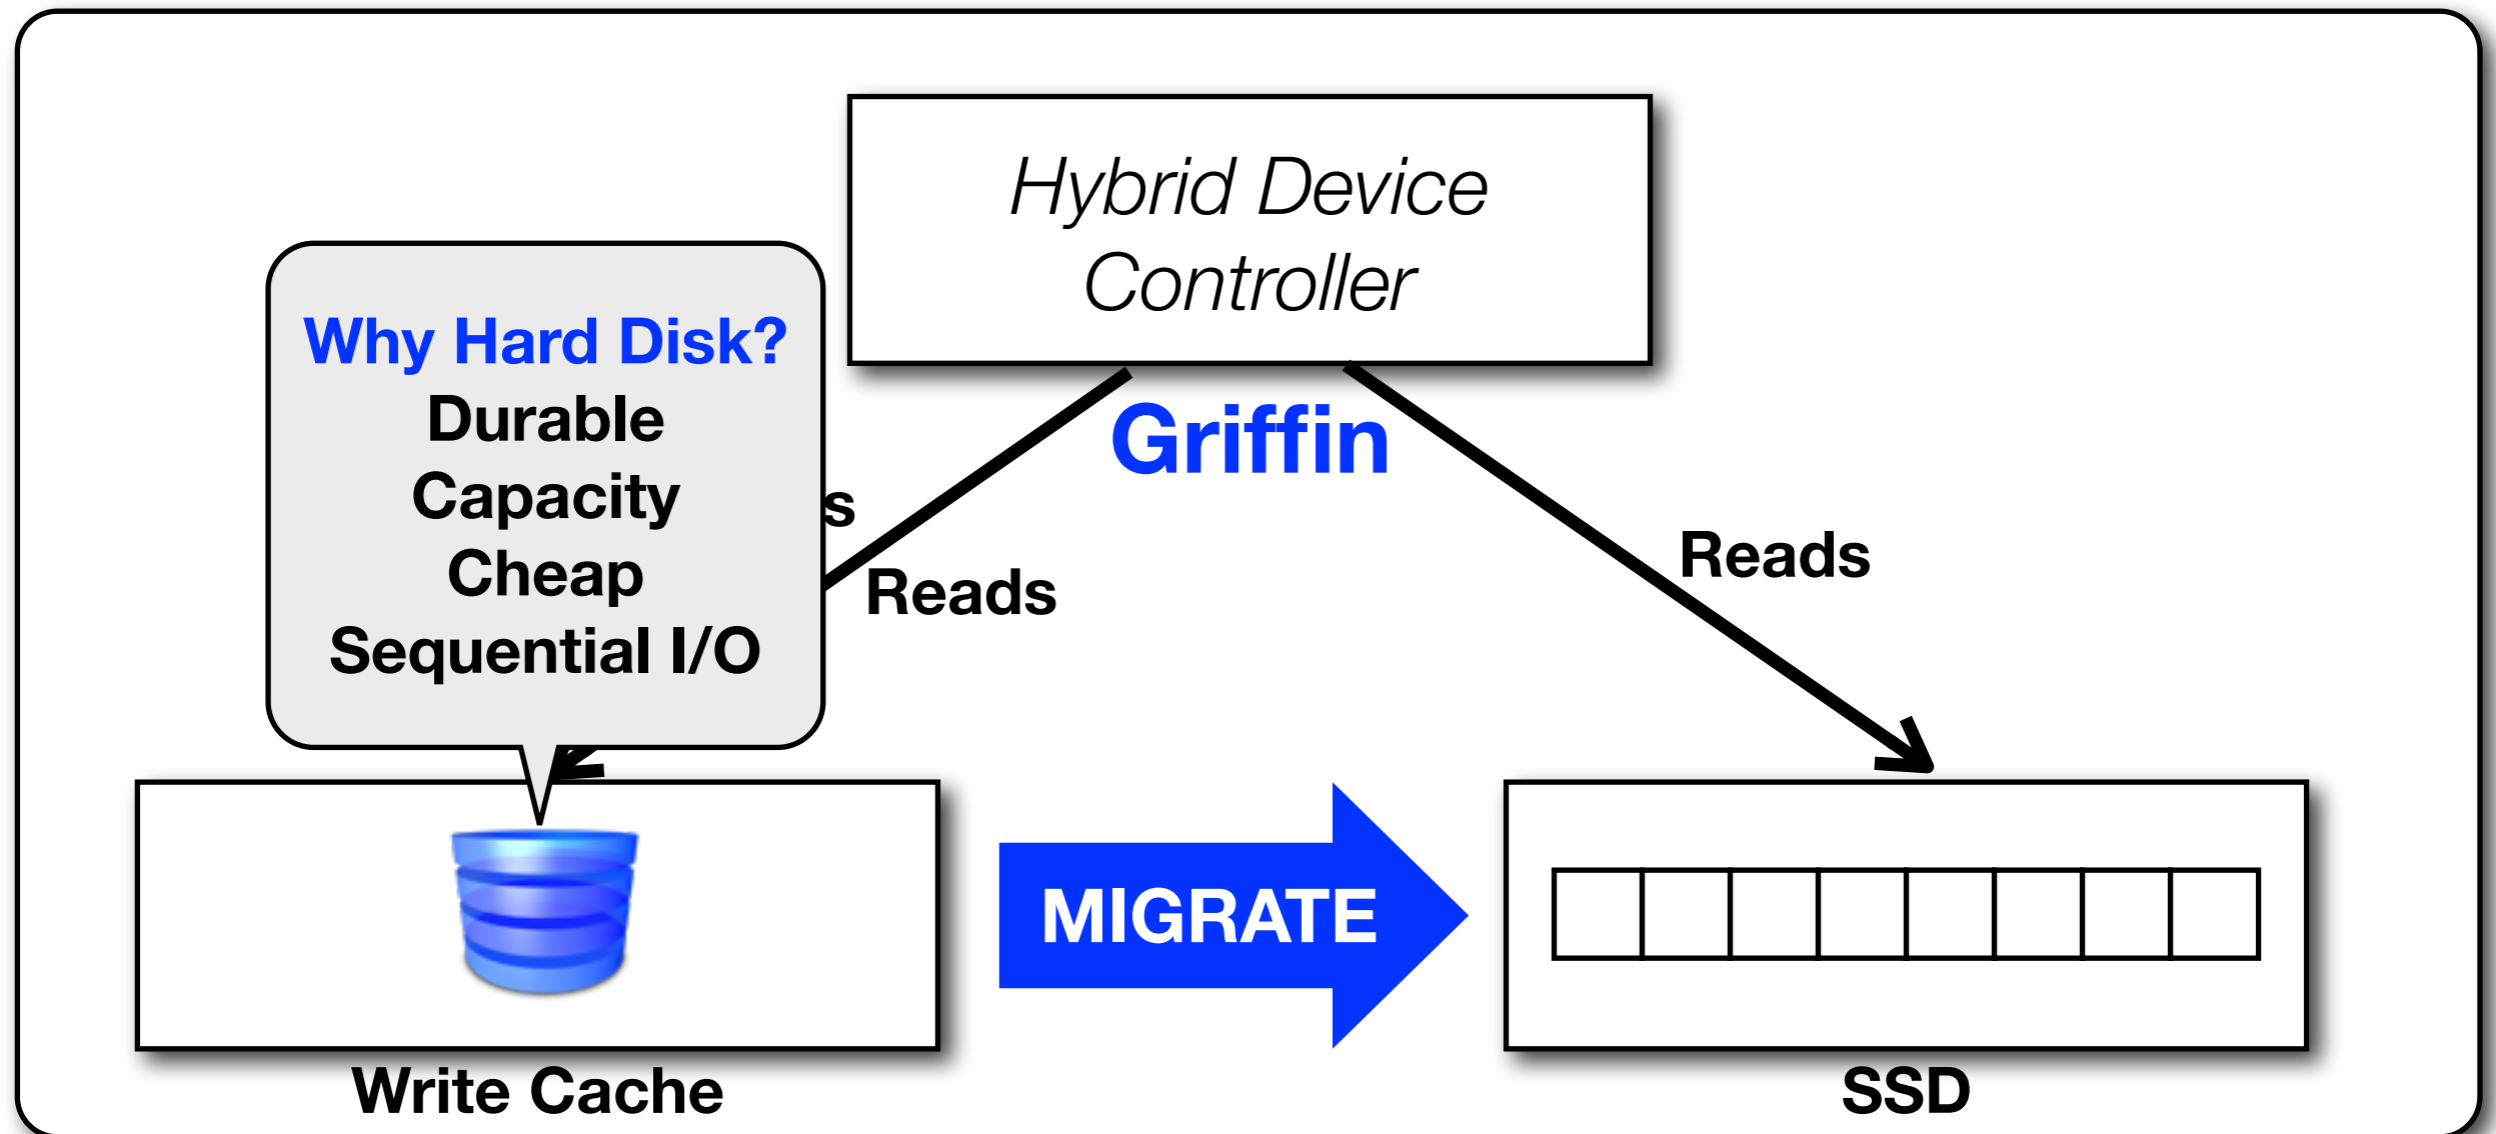 Hybrid Device
Controller
Why Hard Disk?
Durable
Capacity
Cheap
Sequential I/O
Griffin
s
Reads
Reads
MIGRATE
Write Cache
SSD